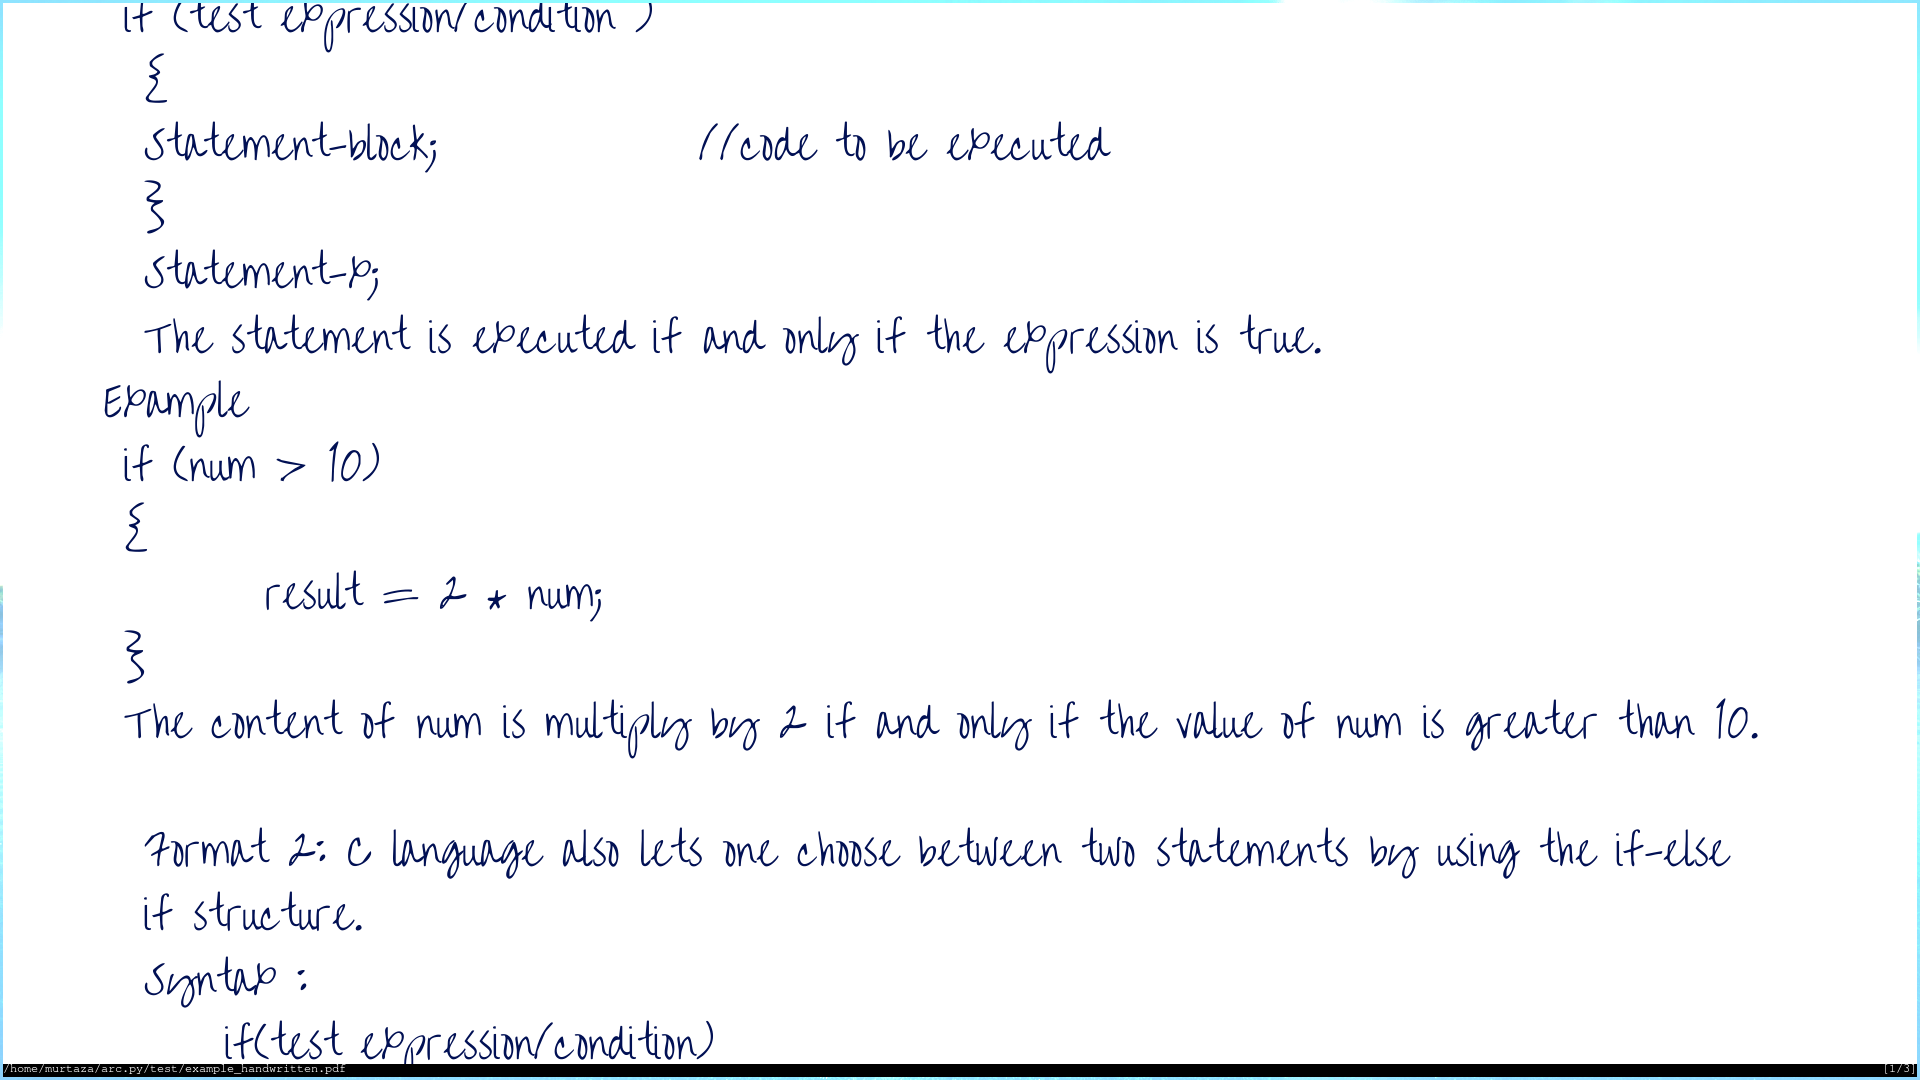 if (test expression/condition )
{
statement-block; //code to be executed
}
statement-x;
The statement is executed if and only if the expression is true.
Example
if (num > 10)
{
result = 2 * num;
}
The content of num is multiply by 2 if and only if the value of num is greater than 10.
Format 2: C language also lets one choose between two statements by using the if-else
if structure.
Syntax :
if(test expression/condition)
/home/murtaza/arc.py/test/example_handwritten.pdf [1/3]